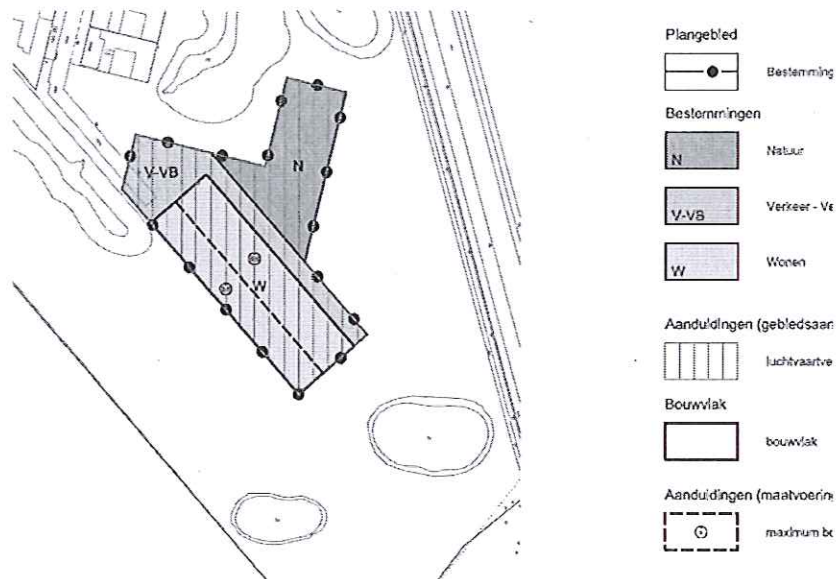 Plangebied
Bestemming
Bestemmingen
N
Natuur
V-VB
Verkeer - Ve
W
Wonen
Aanduidingen (gebiedsaan
luchtvaartve
Bouwvlak
bouwvlak
Aanduidingen (maatvoering
maximum bo
V-VB
N
W